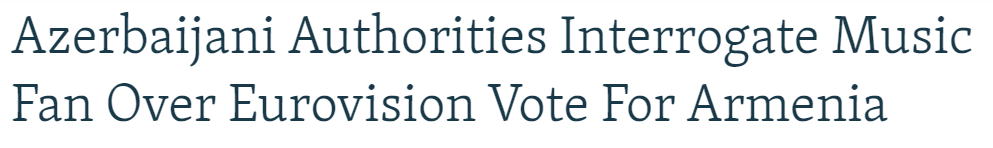 Azerbaijani Authorities Interrogate Music
Fan Over Eurovision Vote For Armenia